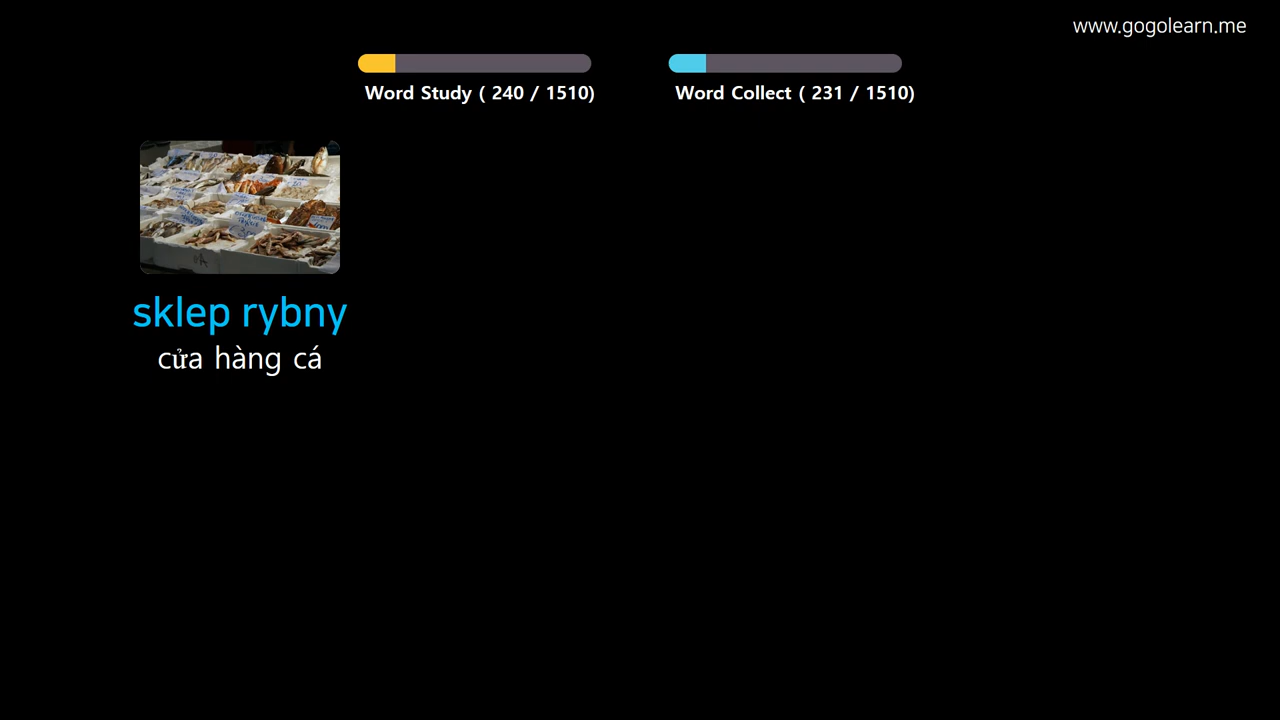 www.gogolearn.me
Word Study ( 240 / 1510)
Word Collect ( 231 / 1510)
sklep rybny
cửa hàng cá